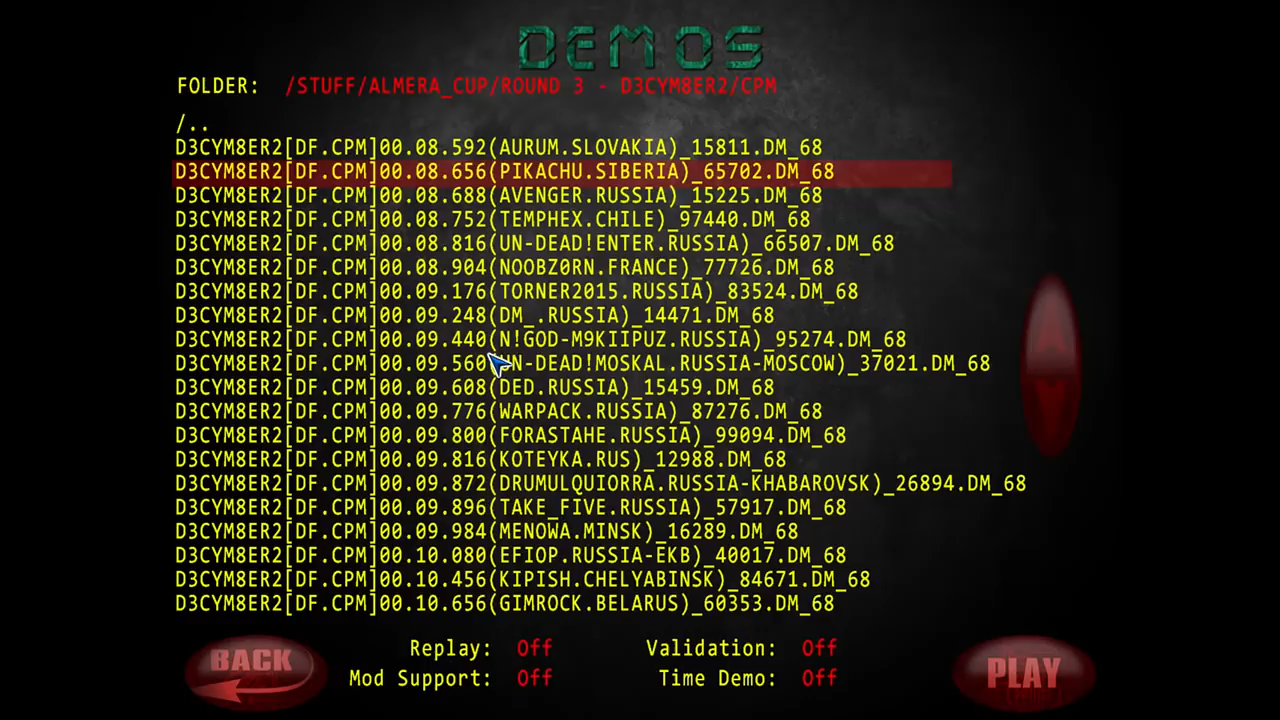 DEMOS
FOLDER: /STUFF/ALMERA_CUP/ROUND 3 - D3CYM8ER2/CPM
/..
D3CYM8ER2[DF.CPM]00.08.592(AURUM.SLOVAKIA)_15811.DM_68
D3CYM8ER2[DF.CPM]00.08.656(PIKACHU.SIBERIA)_65702.DM_68
D3CYM8ER2[DF.CPM]00.08.688(AVENGER.RUSSIA)_15225.DM_68
D3CYM8ER2[DF.CPM]00.08.752(TEMPHEX.CHILE)_97440.DM_68
D3CYM8ER2[DF.CPM]00.08.816(UN-DEAD!ENTER.RUSSIA)_66507.DM_68
D3CYM8ER2[DF.CPM]00.08.904(NOOBZ0RN.FRANCE)_77726.DM_68
D3CYM8ER2[DF.CPM]00.09.176(TORNER2015.RUSSIA)_83524.DM_68
D3CYM8ER2[DF.CPM]00.09.248(DM_.RUSSIA)_14471.DM_68
D3CYM8ER2[DF.CPM]00.09.440(N!GOD-M9KIIPUZ.RUSSIA)_95274.DM_68
D3CYM8ER2[DF.CPM]00.09.560(UN-DEAD!MOSKAL.RUSSIA-MOSCOW)_37021.DM_68
D3CYM8ER2[DF.CPM]00.09.608(DED.RUSSIA)_15459.DM_68
D3CYM8ER2[DF.CPM]00.09.776(WARPACK.RUSSIA)_87276.DM_68
D3CYM8ER2[DF.CPM]00.09.800(FORASTAHE.RUSSIA)_99094.DM_68
D3CYM8ER2[DF.CPM]00.09.816(KOTEYKA.RUS)_12988.DM_68
D3CYM8ER2[DF.CPM]00.09.872(DRUMULQUIORRA.RUSSIA-KHABAROVSK)_26894.DM_68
D3CYM8ER2[DF.CPM]00.09.896(TAKE_FIVE.RUSSIA)_57917.DM_68
D3CYM8ER2[DF.CPM]00.09.984(MENOWA.MINSK)_16289.DM_68
D3CYM8ER2[DF.CPM]00.10.080(EFIOP.RUSSIA-EKB)_40017.DM_68
D3CYM8ER2[DF.CPM]00.10.456(KIPISH.CHELYABINSK)_84671.DM_68
D3CYM8ER2[DF.CPM]00.10.656(GIMROCK.BELARUS)_60353.DM_68
Replay: Off Validation: Off
BACK PLAY
Mod Support: Off Time Demo: Off